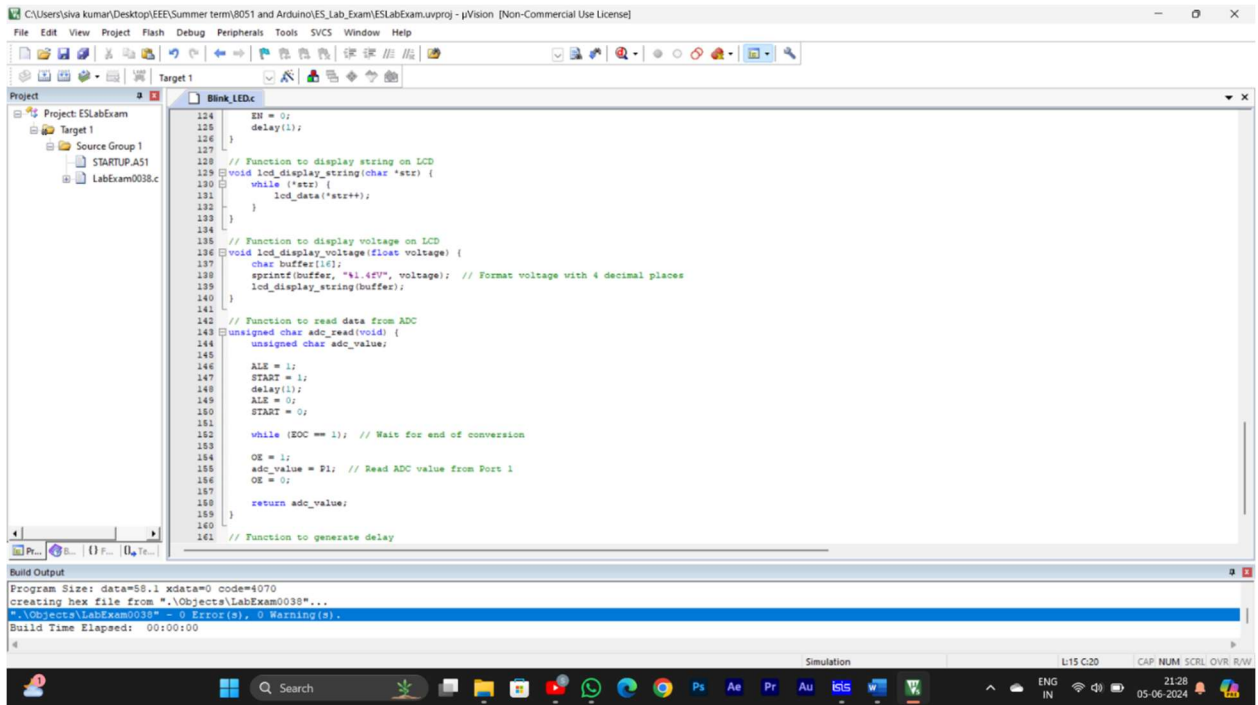 C:\Users\siva kumar\Desktop\EEE\Summer term\8051 and Arduino\ES_Lab_Exam\ESLabExam.uvproj - µVision [Non-Commercial Use License]
File Edit View Project Flash Debug Peripherals Tools SVCS Window Help
Target 1
Project
Blink_LED.c
Project: ESLabExam
Target 1
Source Group 1
STARTUP.A51
LabExam0038.c
124 EN = 0;
125 delay(1);
126 }
127
128 // Function to display string on LCD
129 void lcd_display_string(char *str) {
130 while (*str) {
131 lcd_data(*str++);
132 }
133 }
134
135 // Function to display voltage on LCD
136 void lcd_display_voltage(float voltage) {
137 char buffer[16];
138 sprintf(buffer, "%1.4fV", voltage); // Format voltage with 4 decimal places
139 lcd_display_string(buffer);
140 }
141
142 // Function to read data from ADC
143 unsigned char adc_read(void) {
144 unsigned char adc_value;
145
146 ALE = 1;
147 START = 1;
148 delay(1);
149 ALE = 0;
150 START = 0;
151
152 while (EOC == 1); // Wait for end of conversion
153
154 OE = 1;
155 adc_value = P1; // Read ADC value from Port 1
156 OE = 0;
157
158 return adc_value;
159 }
160
161 // Function to generate delay
Pr... B... {} F... Te...
Build Output
Program Size: data=58.1 xdata=0 code=4070
creating hex file from ".\Objects\LabExam0038"...
".\Objects\LabExam0038" - 0 Error(s), 0 Warning(s).
Build Time Elapsed: 00:00:00
Simulation L:15 C:20 CAP NUM SCRL OVR R/W
1 Search Ps Ae Pr Au isis ENG IN 21:28 05-06-2024